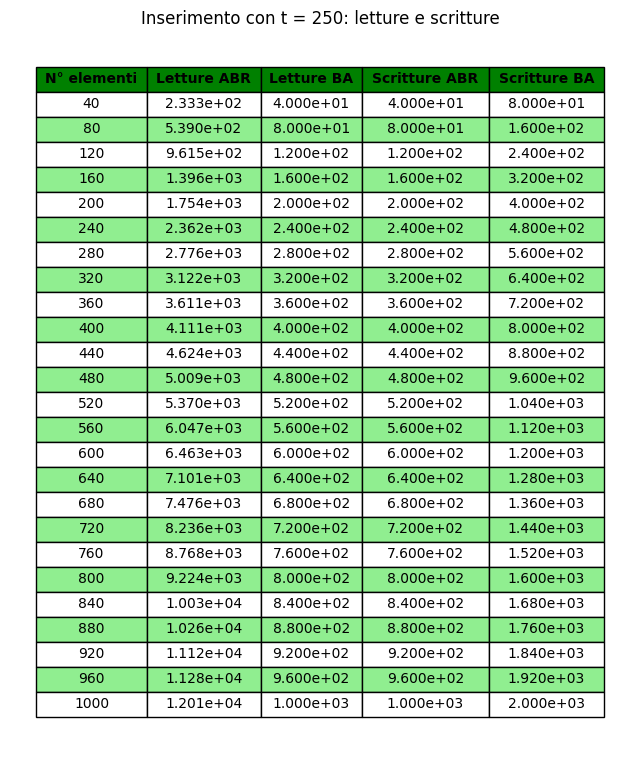 Inserimento con t = 250: letture e scritture
N° elementi Letture ABR Letture BA Scritture ABR Scritture BA
40 2.333e+02 4.000e+01 4.000e+01 8.000e+01
80 5.390e+02 8.000e+01 8.000e+01 1.600e+02
120 9.615e+02 1.200e+02 1.200e+02 2.400e+02
160 1.396e+03 1.600e+02 1.600e+02 3.200e+02
200 1.754e+03 2.000e+02 2.000e+02 4.000e+02
240 2.362e+03 2.400e+02 2.400e+02 4.800e+02
280 2.776e+03 2.800e+02 2.800e+02 5.600e+02
320 3.122e+03 3.200e+02 3.200e+02 6.400e+02
360 3.611e+03 3.600e+02 3.600e+02 7.200e+02
400 4.111e+03 4.000e+02 4.000e+02 8.000e+02
440 4.624e+03 4.400e+02 4.400e+02 8.800e+02
480 5.009e+03 4.800e+02 4.800e+02 9.600e+02
520 5.370e+03 5.200e+02 5.200e+02 1.040e+03
560 6.047e+03 5.600e+02 5.600e+02 1.120e+03
600 6.463e+03 6.000e+02 6.000e+02 1.200e+03
640 7.101e+03 6.400e+02 6.400e+02 1.280e+03
680 7.476e+03 6.800e+02 6.800e+02 1.360e+03
720 8.236e+03 7.200e+02 7.200e+02 1.440e+03
760 8.768e+03 7.600e+02 7.600e+02 1.520e+03
800 9.224e+03 8.000e+02 8.000e+02 1.600e+03
840 1.003e+04 8.400e+02 8.400e+02 1.680e+03
880 1.026e+04 8.800e+02 8.800e+02 1.760e+03
920 1.112e+04 9.200e+02 9.200e+02 1.840e+03
960 1.128e+04 9.600e+02 9.600e+02 1.920e+03
1000 1.201e+04 1.000e+03 1.000e+03 2.000e+03